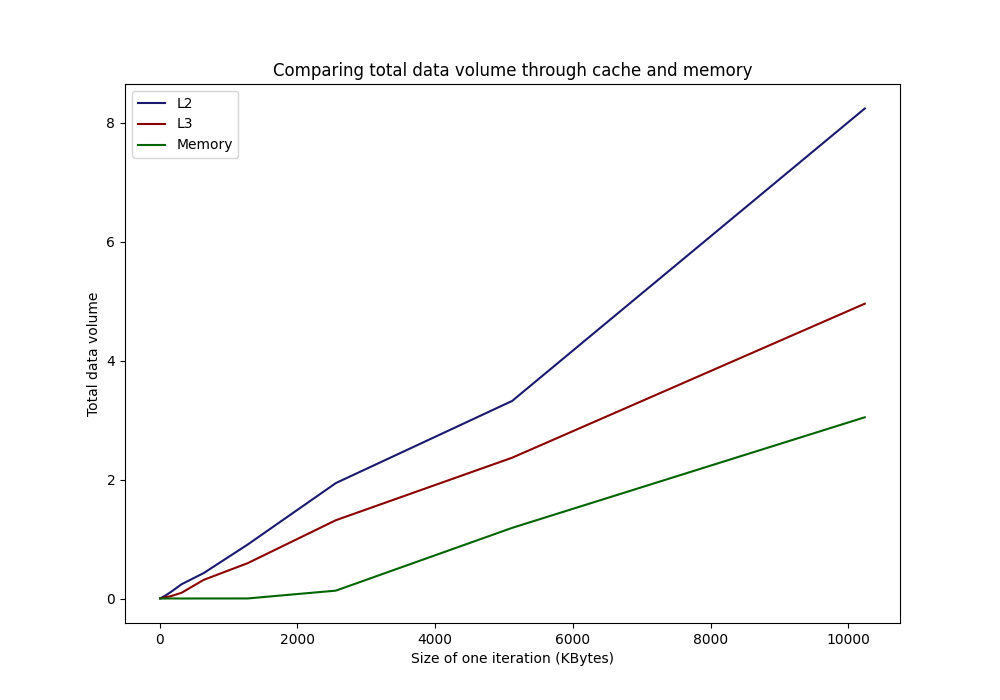 Comparing total data volume through cache and memory
L2
L3
Memory
8
6
4
2
0
Total data volume
0 2000 4000 6000 8000 10000
Size of one iteration (KBytes)